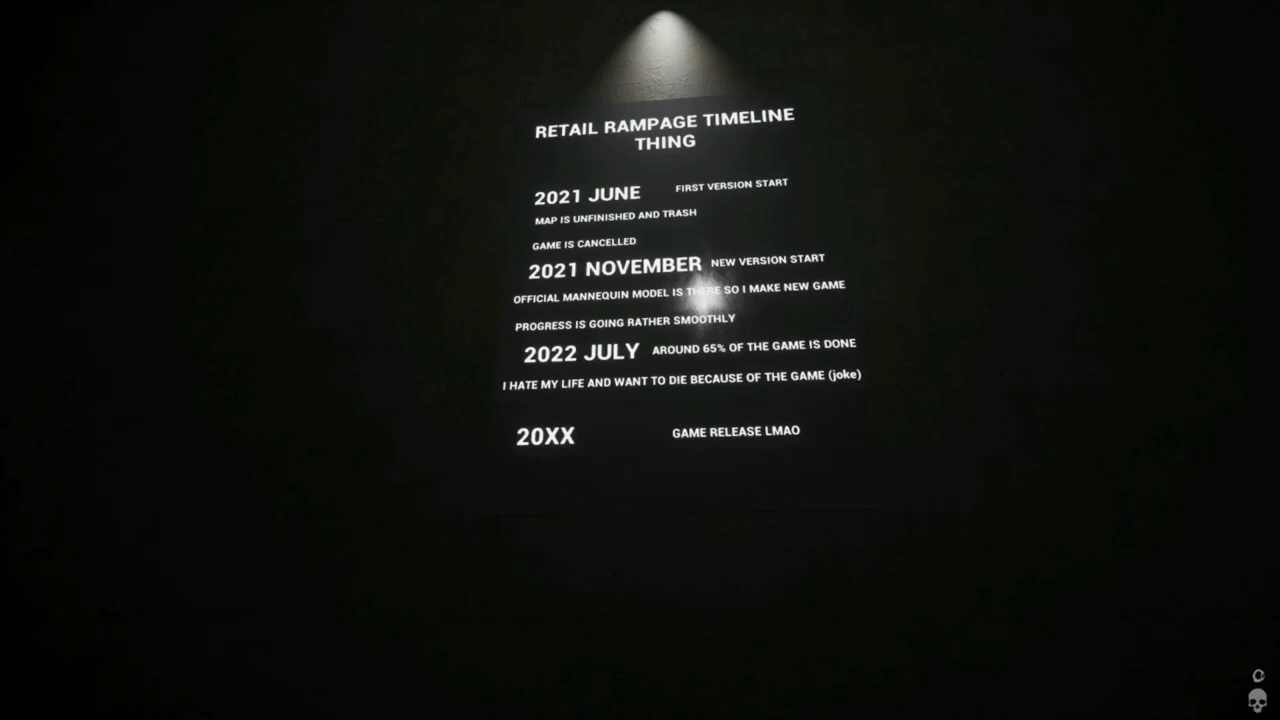 RETAIL RAMPAGE TIMELINE
THING
2021 JUNE FIRST VERSION START
MAP IS UNFINISHED AND TRASH
GAME IS CANCELLED
2021 NOVEMBER NEW VERSION START
OFFICIAL MANNEQUIN MODEL IS THERE SO I MAKE NEW GAME
PROGRESS IS GOING RATHER SMOOTHLY
2022 JULY AROUND 65% OF THE GAME IS DONE
I HATE MY LIFE AND WANT TO DIE BECAUSE OF THE GAME (joke)
20XX GAME RELEASE LMAO